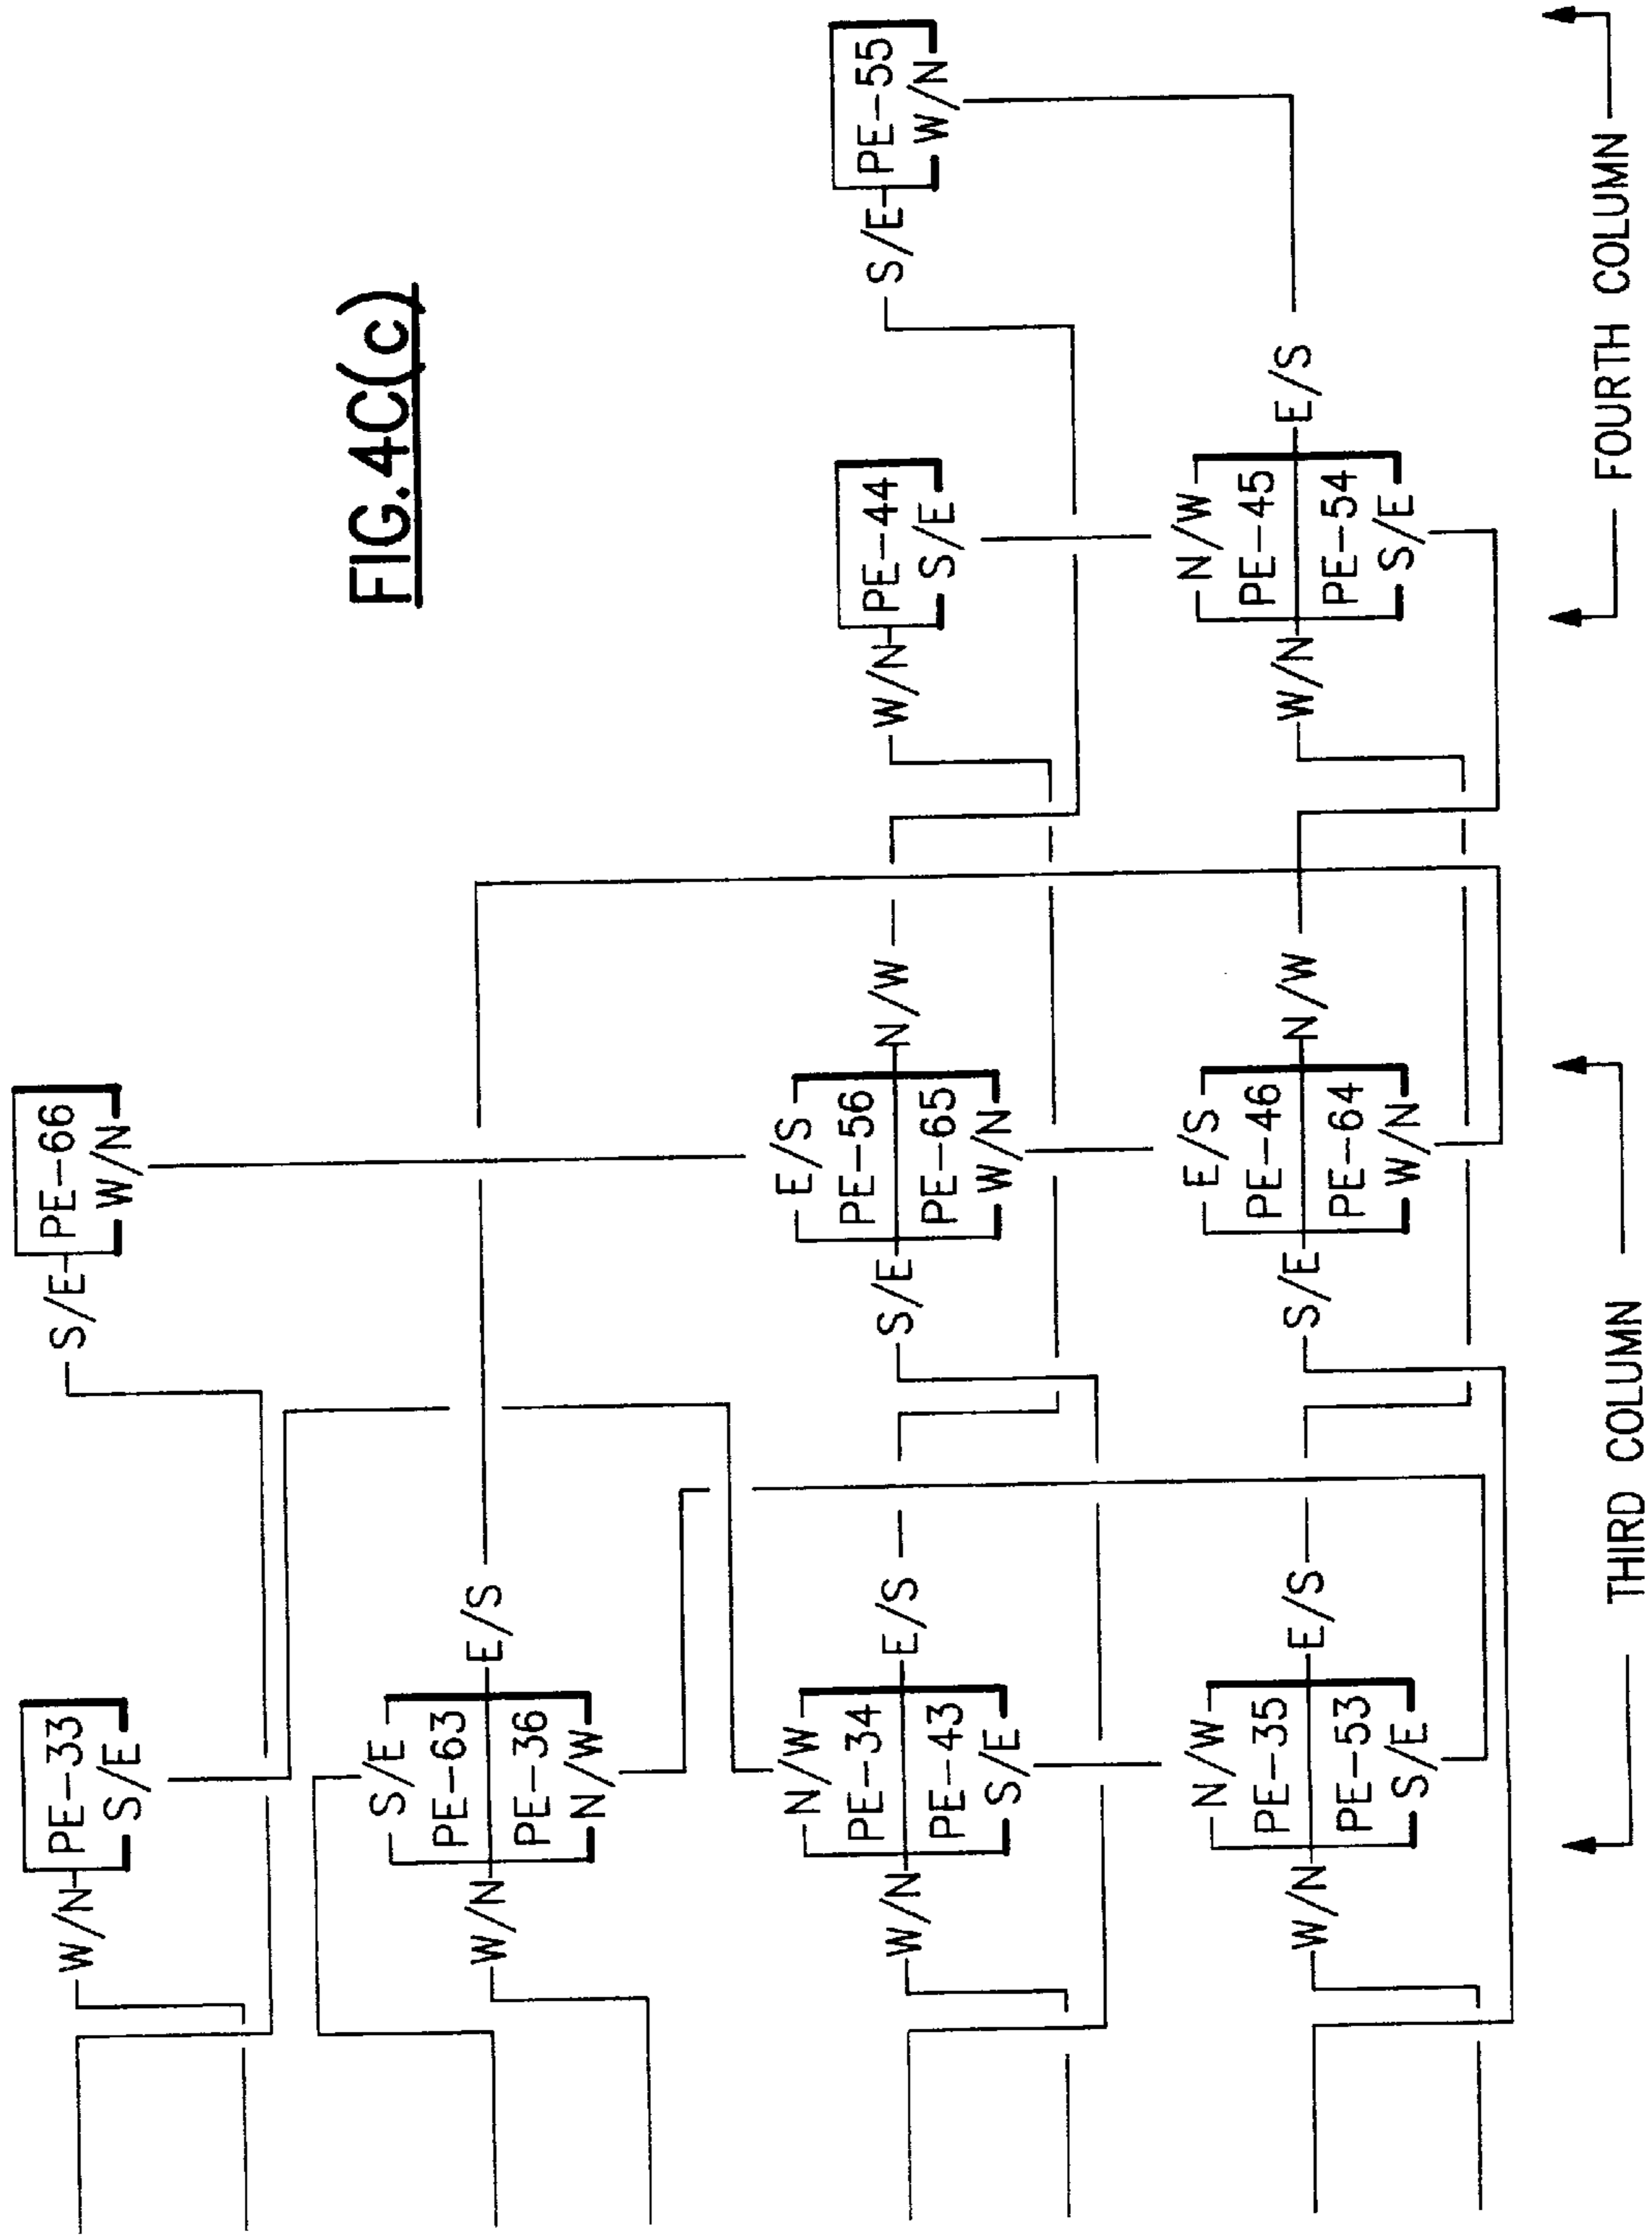 W/N PE-33 S/E PE-66
S/E W/N
FIG.4C(c)
S/E
PE-63
W/N E/S
PE-36
N/W
N/W E/S
PE-34 PE-56 PE-44 PE-55
W/N E/S S/E N/W W/N S/E
PE-43 PE-65 S/E W/N
S/E W/N
N/W E/S N/W
PE-35 PE-46 PE-45
W/N E/S S/E N/W W/N E/S
PE-53 PE-64 PE-54
S/E W/N S/E
THIRD COLUMN FOURTH COLUMN